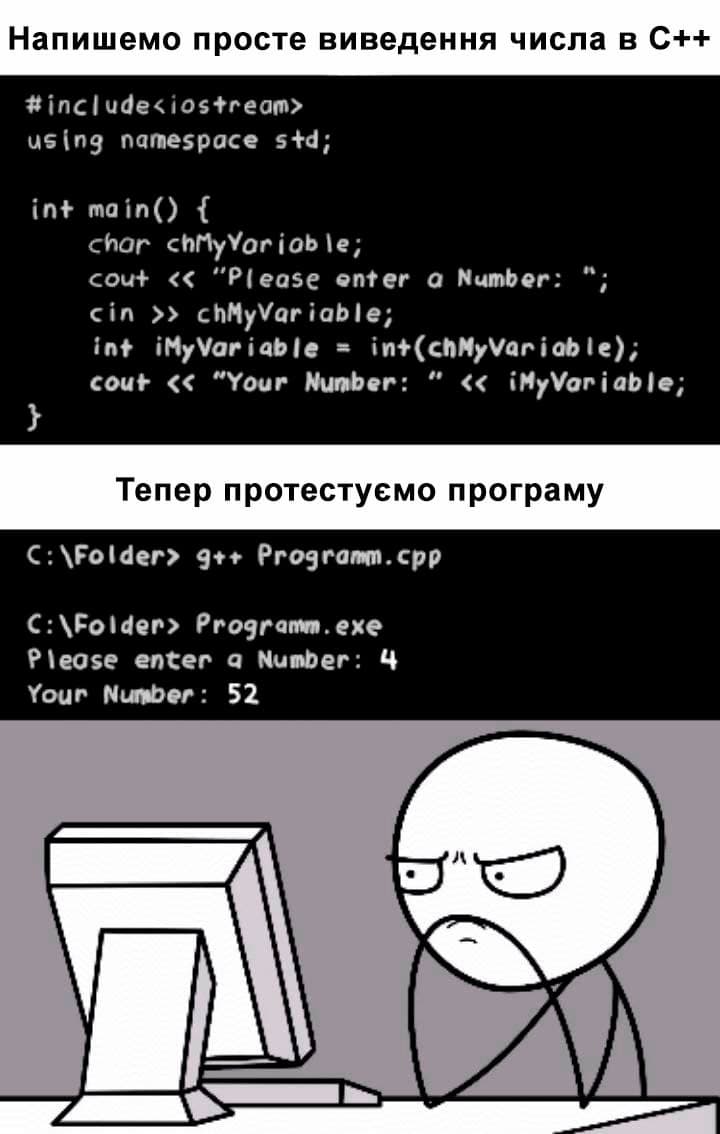 Напишемо просте виведення числа в С++
#include<iostream>
using namespace std;
int main() {
char chMyVariable;
cout << "Please enter a Number: ";
cin >> chMyVariable;
int iMyVariable = int(chMyVariable);
cout << "Your Number: " << iMyVariable;
}
Тепер протестуємо програму
C:\Folder> g++ Programm.cpp
C:\Folder> Programm.exe
Please enter a Number: 4
Your Number: 52